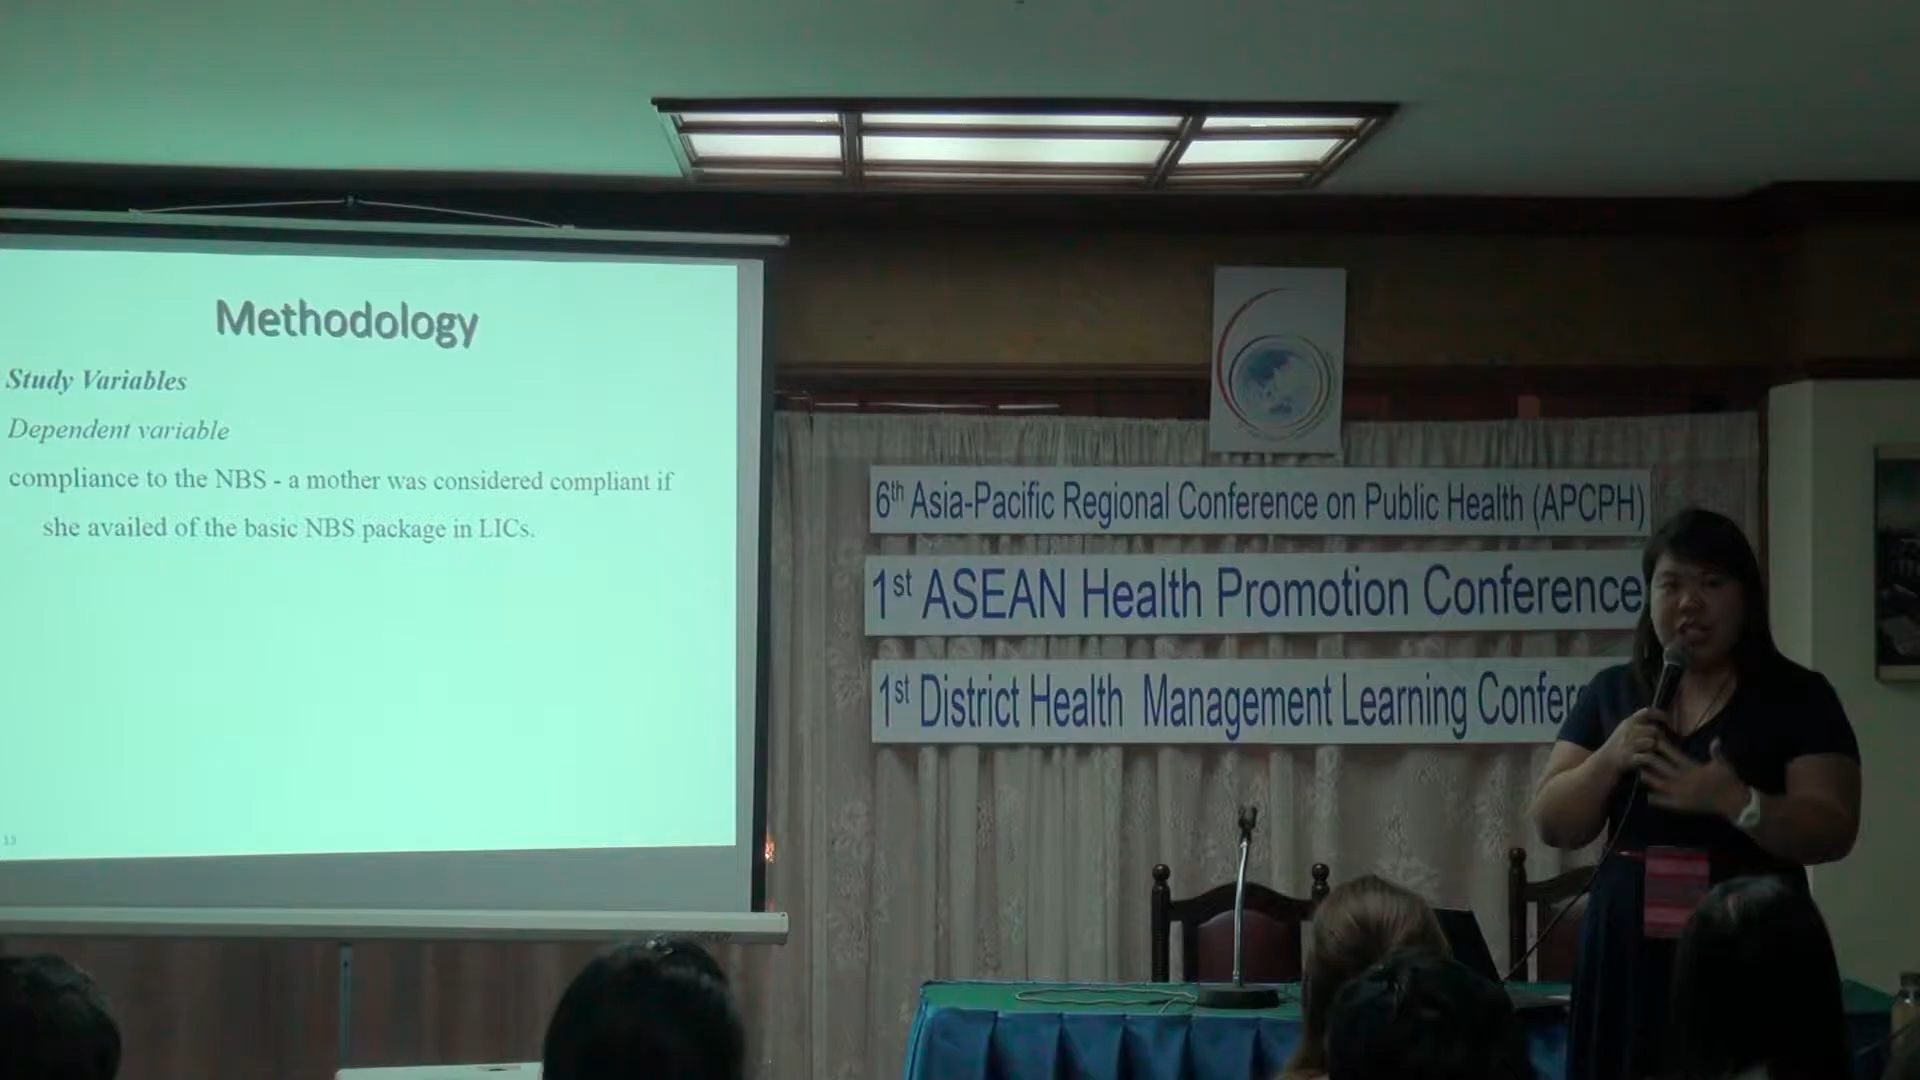 Methodology
Study Variables
Dependent variable
compliance to the NBS - a mother was considered compliant if
she availed of the basic NBS package in LICs.
13
6th Asia-Pacific Regional Conference on Public Health (APCPH)
1st ASEAN Health Promotion Conference
1st District Health Management Learning Confer